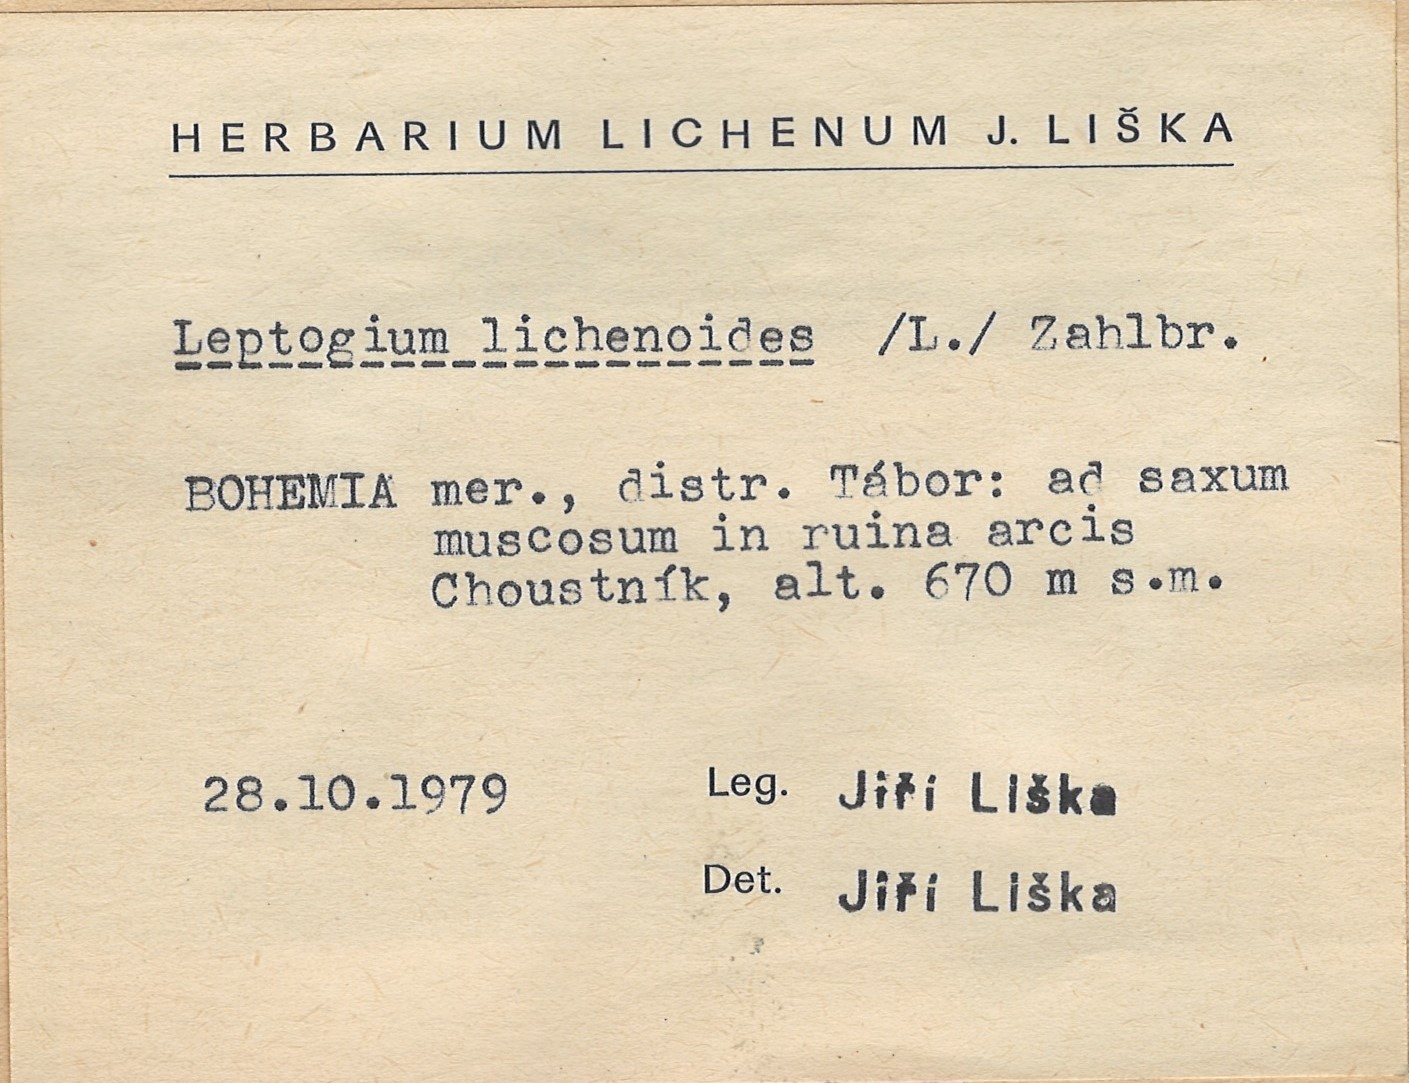 HERBARIUM LICHENUM J. LIŠKA
Leptogium lichenoides /L./ Zahlbr.
BOHEMIA mer., distr. Tábor: ad saxum
muscosum in ruina arcis
Choustník, alt. 670 m s.m.
28.10.1979 Leg. Jiří Liška
Det. Jiří Liška